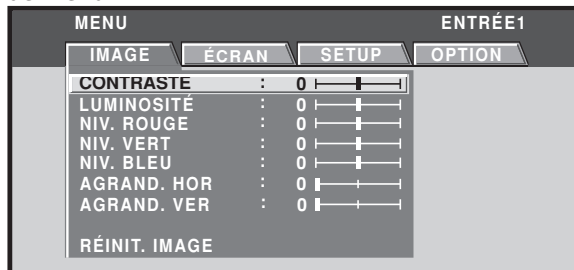 MENU ENTRÉE1
IMAGE ÉCRAN SETUP OPTION
CONTRASTE : 0
LUMINOSITÉ : 0
NIV. ROUGE : 0
NIV. VERT : 0
NIV. BLEU : 0
AGRAND. HOR : 0
AGRAND. VER : 0
RÉINIT. IMAGE